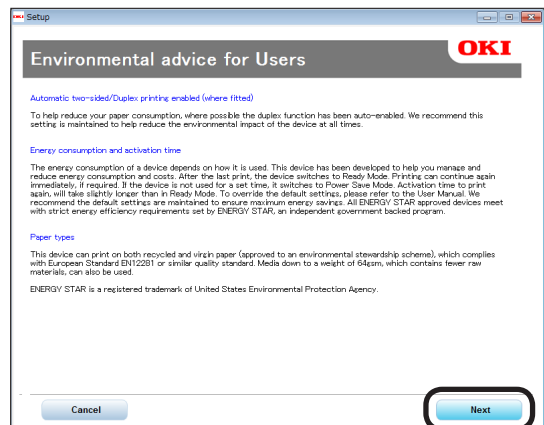 OKI Setup
OKI
Environmental advice for Users
Automatic two-sided/Duplex printing enabled (where fitted)
To help reduce your paper consumption, where possible the duplex function has been auto-enabled. We recommend this
setting is maintained to help reduce the environmental impact of the device at all times.
Energy consumption and activation time
The energy consumption of a device depends on how it is used. This device has been developed to help you manage and
reduce energy consumption and costs. After the last print, the device switches to Ready Mode. Printing can continue again
immediately, if required. If the device is not used for a set time, it switches to Power Save Mode. Activation time to print
again, will take slightly longer than in Ready Mode. To override the default settings, please refer to the User Manual. We
recommend the default settings are maintained to ensure maximum energy savings. All ENERGY STAR approved devices meet
with strict energy efficiency requirements set by ENERGY STAR, an independent government backed program.
Paper types
This device can print on both recycled and virgin paper (approved to an environmental stewardship scheme), which complies
with European Standard EN12281 or similar quality standard. Media down to a weight of 64gsm, which contains fewer raw
materials, can also be used.
ENERGY STAR is a registered trademark of United States Environmental Protection Agency.
Cancel
Next